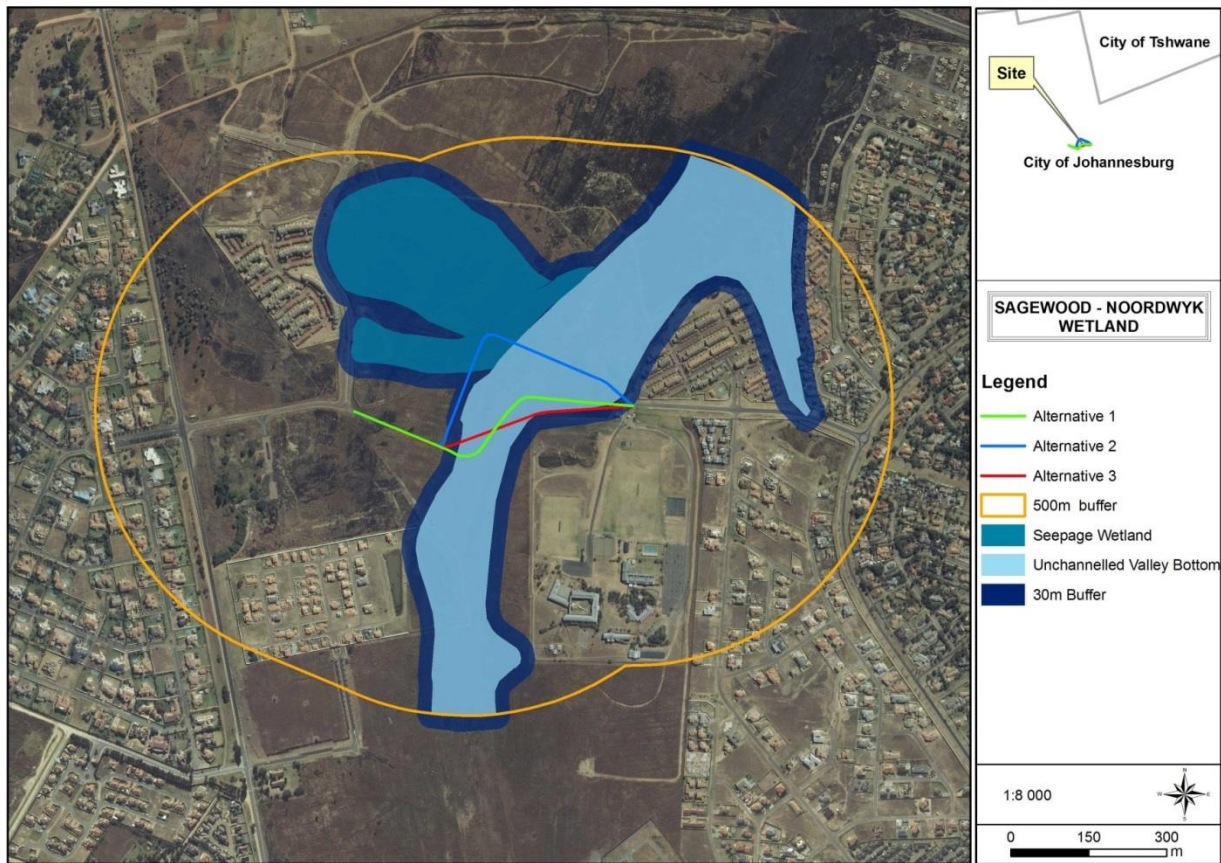 City of Tshwane
Site
City of Johannesburg
SAGEWOOD - NOORDWYK
WETLAND
Legend
Alternative 1
Alternative 2
Alternative 3
500m buffer
Seepage Wetland
Unchannelled Valley Bottom
30m Buffer
1:8 000
N
W E
S
0 150 300
m